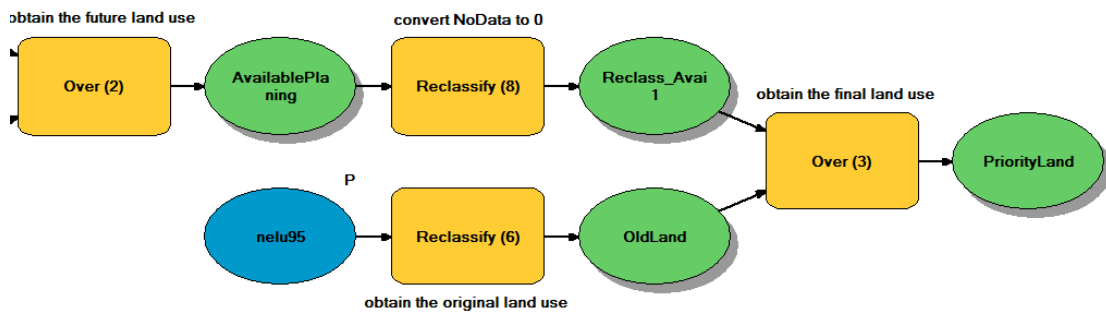 obtain the future land use
convert NoData to 0
Over (2)
AvailablePla
ning
Reclassify (8)
Reclass_Avai
1
obtain the final land use
Over (3)
PriorityLand
P
nelu95
Reclassify (6)
OldLand
obtain the original land use